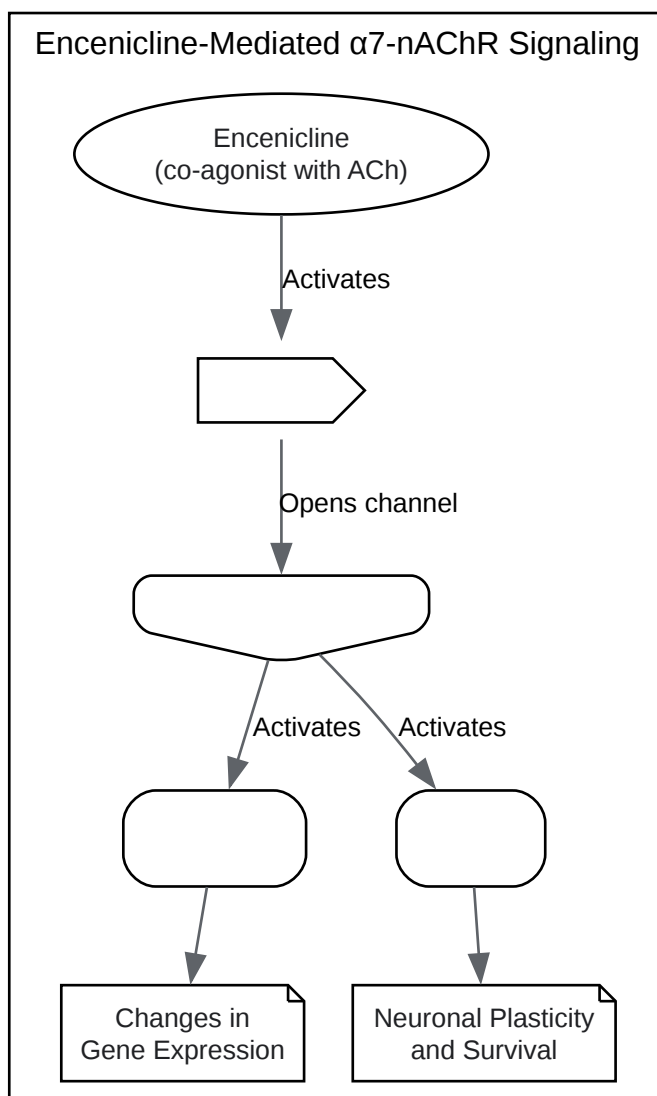 Encenicline-Mediated α7-nAChR Signaling
Encenicline
(co-agonist with ACh)
Activates
Opens channel
Activates
Activates
Changes in
Gene Expression
Neuronal Plasticity
and Survival